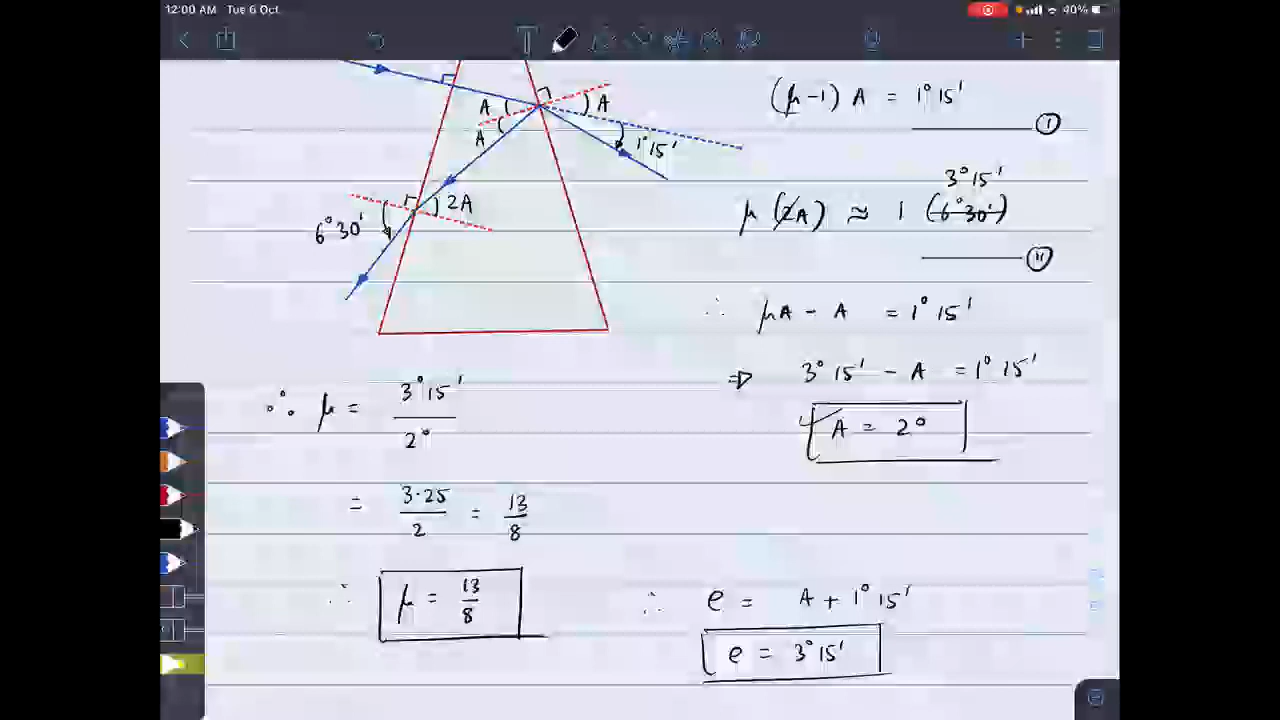 12:00 AM Tue 6 Oct
40%
(μ-1) A = 1°15'
I
A
A
A
1°15'
3°15'
μ (2A) ≈ 1 (6°30')
II
2A
6°30'
∴ μA - A = 1°15'
⇒ 3°15' - A = 1°15'
A = 2°
∴ μ = 3°15' / 2°
= 3.25 / 2 = 13 / 8
∴ μ = 13 / 8
∴ e = A + 1°15'
e = 3°15'